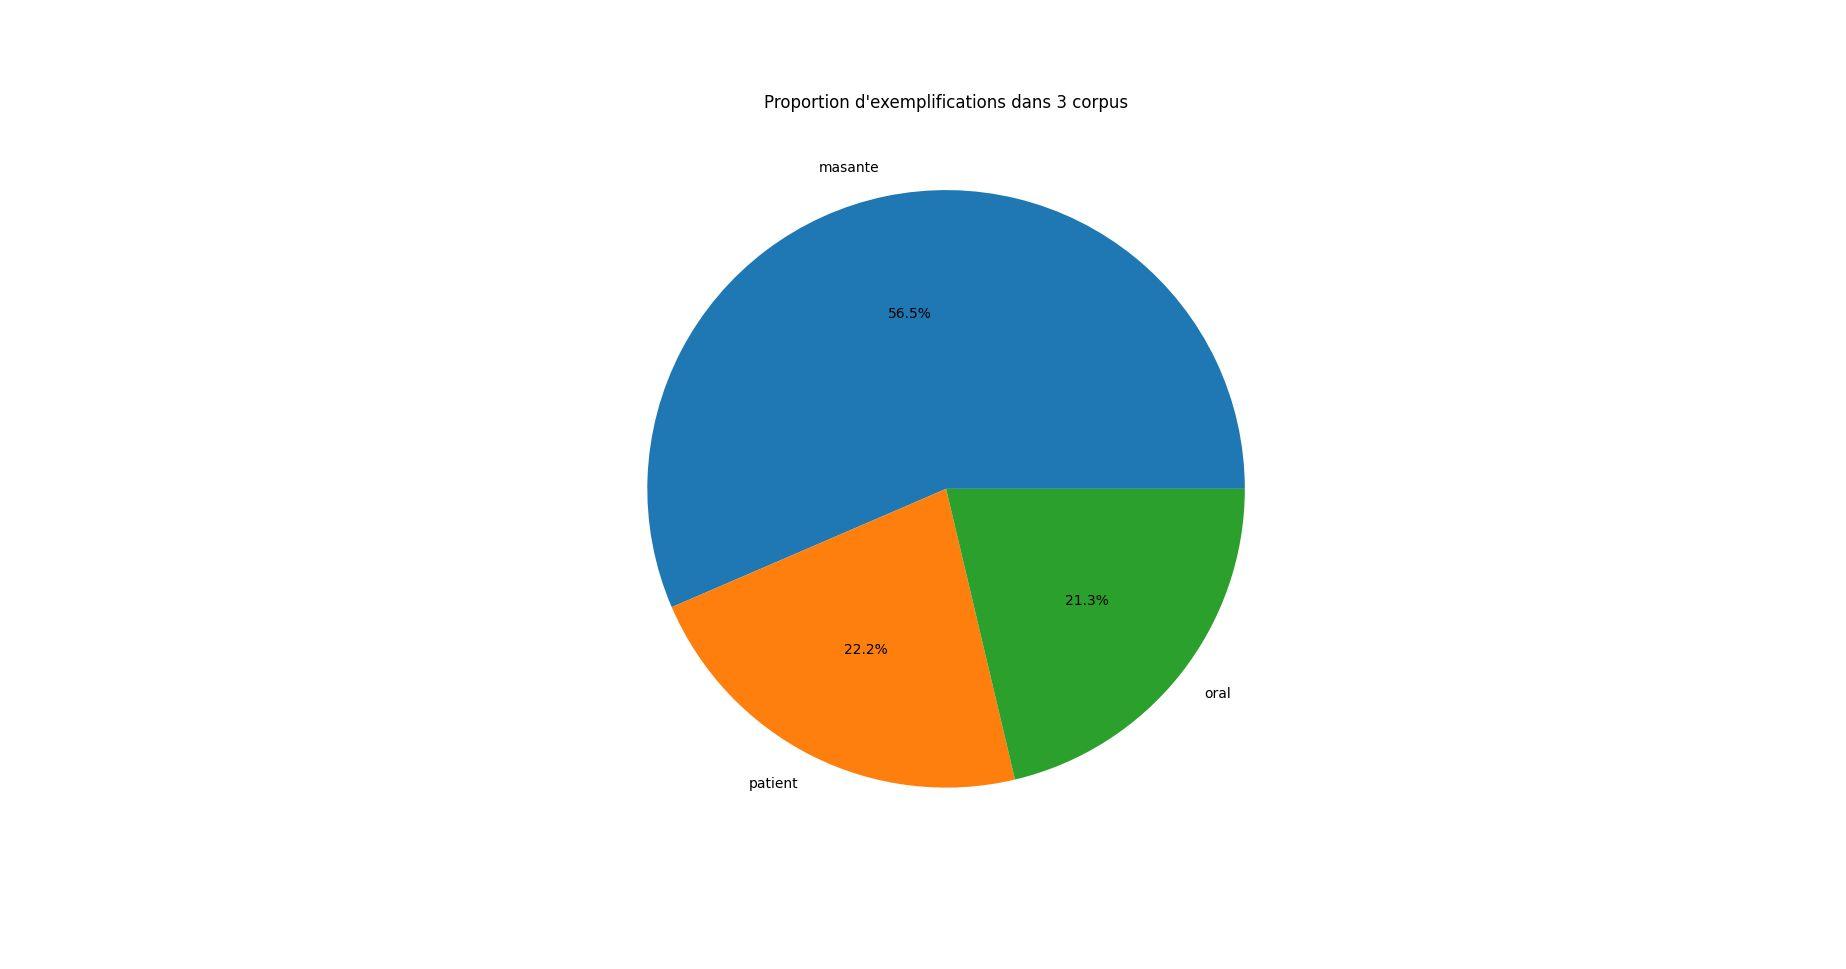 Proportion d'exemplifications dans 3 corpus
masante
56.5%
21.3%
22.2%
oral
patient